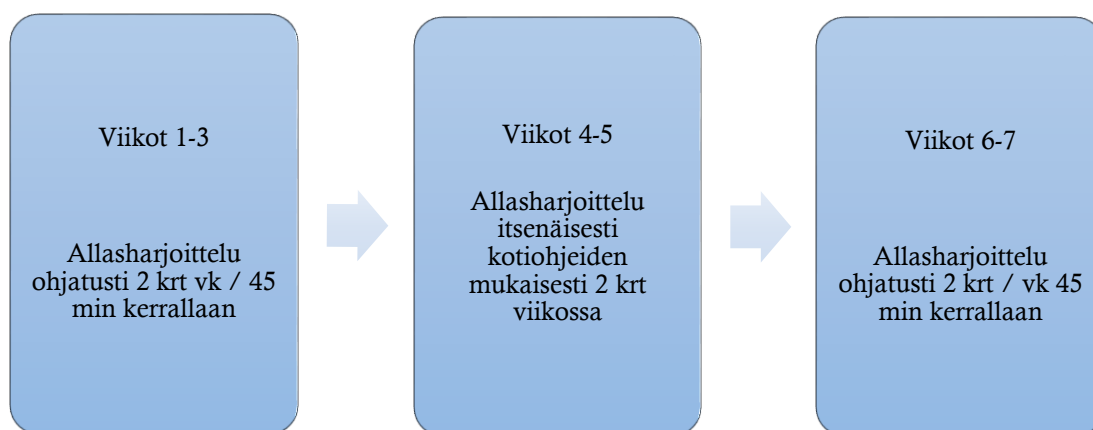 Viikot 1-3
Allasharjoittelu
ohjatusti 2 krt vk / 45
min kerrallaan
Viikot 4-5
Allasharjoittelu
itsenäisesti
kotiohjeiden
mukaisesti 2 krt
viikossa
Viikot 6-7
Allasharjoittelu
ohjatusti 2 krt / vk 45
min kerrallaan